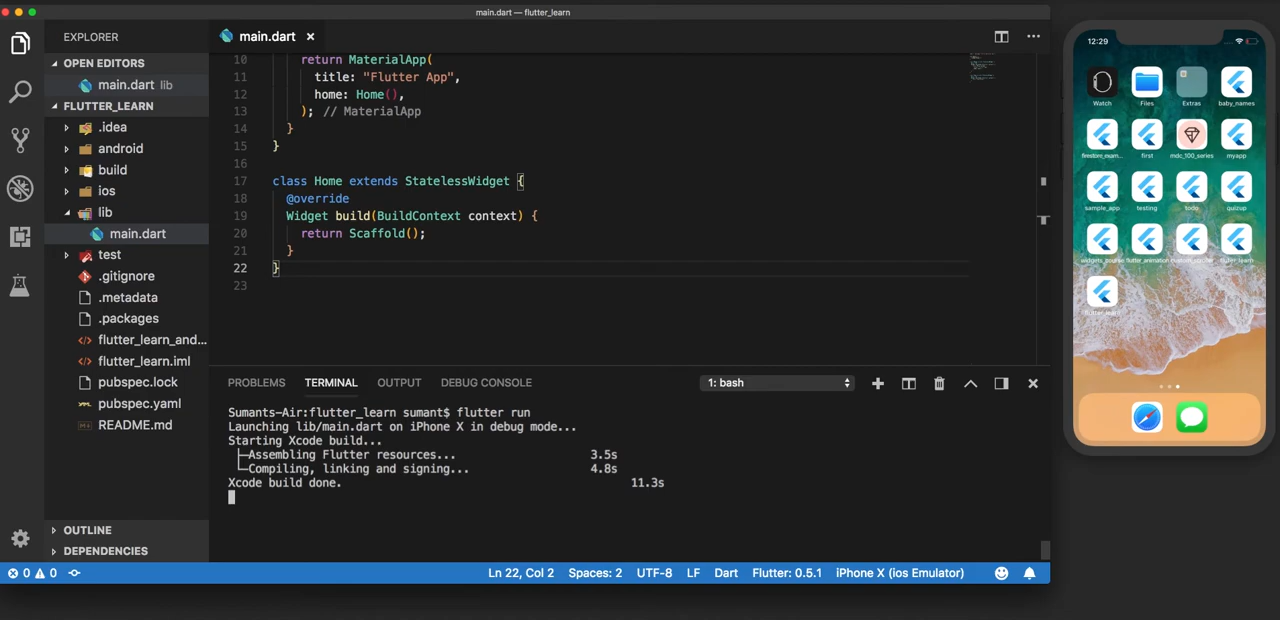 main.dart — flutter_learn
EXPLORER
OPEN EDITORS
main.dart lib
FLUTTER_LEARN
.idea
android
build
ios
lib
main.dart
test
.gitignore
.metadata
.packages
flutter_learn_and...
flutter_learn.iml
pubspec.lock
pubspec.yaml
README.md
OUTLINE
DEPENDENCIES
main.dart
10 return MaterialApp(
11 title: "Flutter App",
12 home: Home(),
13 ); // MaterialApp
14 }
15 }
16
17 class Home extends StatelessWidget {
18 @override
19 Widget build(BuildContext context) {
20 return Scaffold();
21 }
22 }
23
PROBLEMS TERMINAL OUTPUT DEBUG CONSOLE 1: bash
Sumants-Air:flutter_learn sumant$ flutter run
Launching lib/main.dart on iPhone X in debug mode...
Starting Xcode build...
├─Assembling Flutter resources... 3.5s
└─Compiling, linking and signing... 4.8s
Xcode build done. 11.3s
0 0 Ln 22, Col 2 Spaces: 2 UTF-8 LF Dart Flutter: 0.5.1 iPhone X (ios Emulator)
12:29
Watch Files Extras baby_names
first mdc_100_series myapp
sample_app testing todo quizup
flutter_learn
flutter_learn